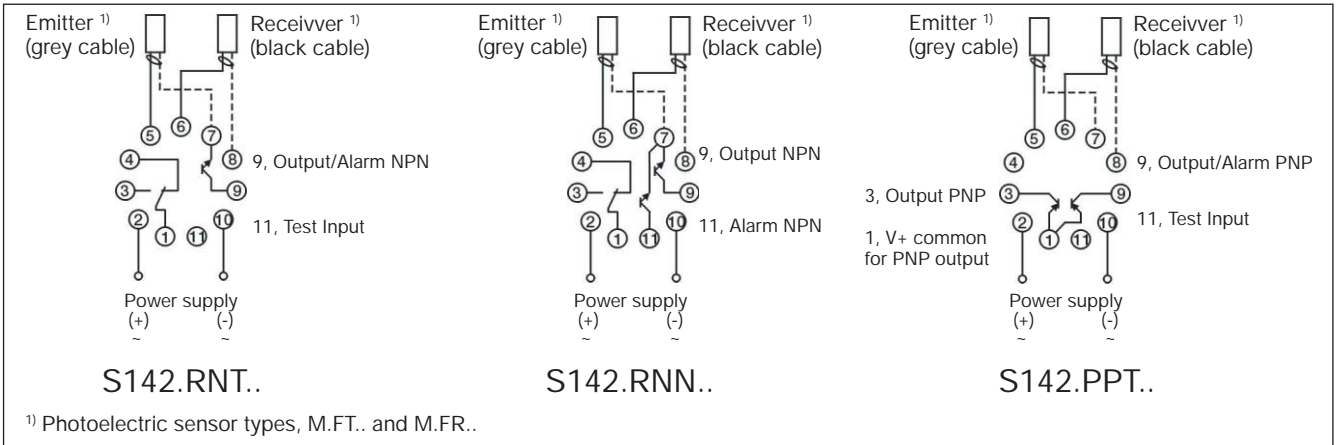 Emitter 1) Receivver 1)
(grey cable) (black cable)
5 6 7
4 8 9, Output/Alarm NPN
3 9
2 1 11 10 11, Test Input
Power supply
(+) (-)
~ ~
S142.RNT..
Emitter 1) Receivver 1)
(grey cable) (black cable)
5 6 7
9, Output NPN
4 8
3 9
2 1 11 10 11, Alarm NPN
Power supply
(+) (-)
~ ~
S142.RNN..
Emitter 1) Receivver 1)
(grey cable) (black cable)
5 6 7
4 8 9, Output/Alarm PNP
3, Output PNP 3 9
2 1 11 10 11, Test Input
1, V+ common
for PNP output
Power supply
(+) (-)
~ ~
S142.PPT..
1) Photoelectric sensor types, M.FT.. and M.FR..